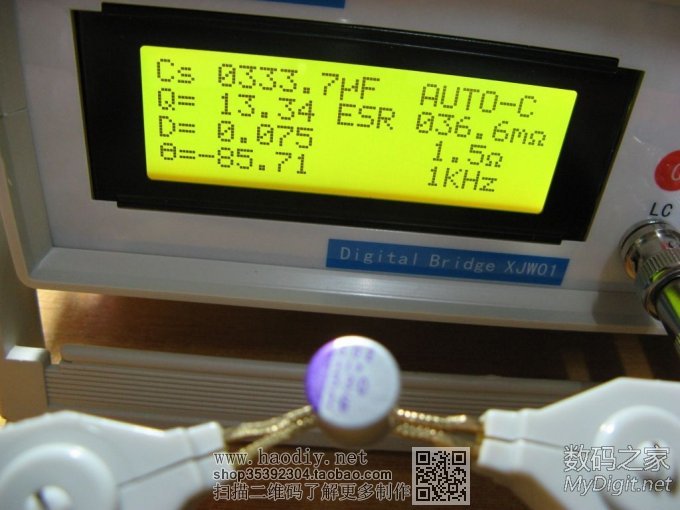 Cs 0333.7µF AUTO-C
Q= 13.34 ESR 036.6mΩ
D= 0.075 1.5Ω
θ=-85.71 1KHz
LC
Digital Bridge XJW01
www.haodiy.net
shop35392304.taobao.com
扫描二维码了解更多制作
数码之家
MyDigit.net